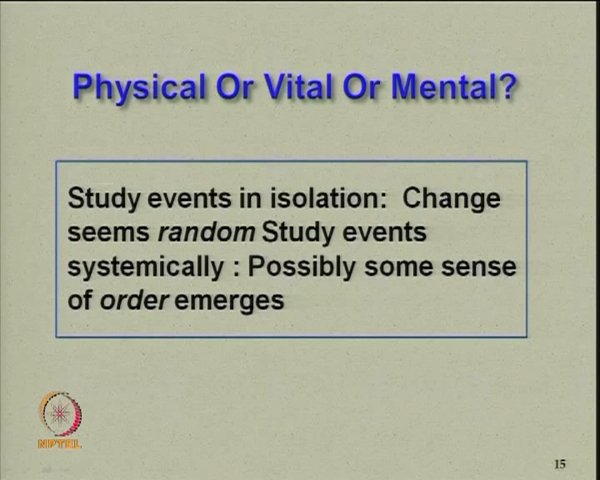 Physical Or Vital Or Mental?
Study events in isolation: Change
seems random Study events
systemically : Possibly some sense
of order emerges
NPTEL
15